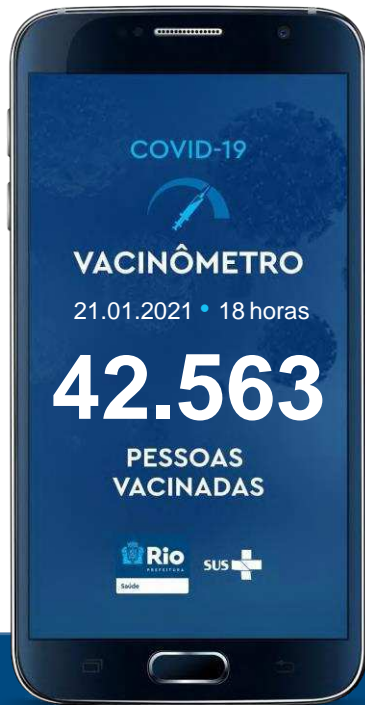 COVID-19
VACINÔMETRO
21.01.2021 • 18 horas
42.563
PESSOAS
VACINADAS
Rio
PREFEITURA
Saúde
SUS